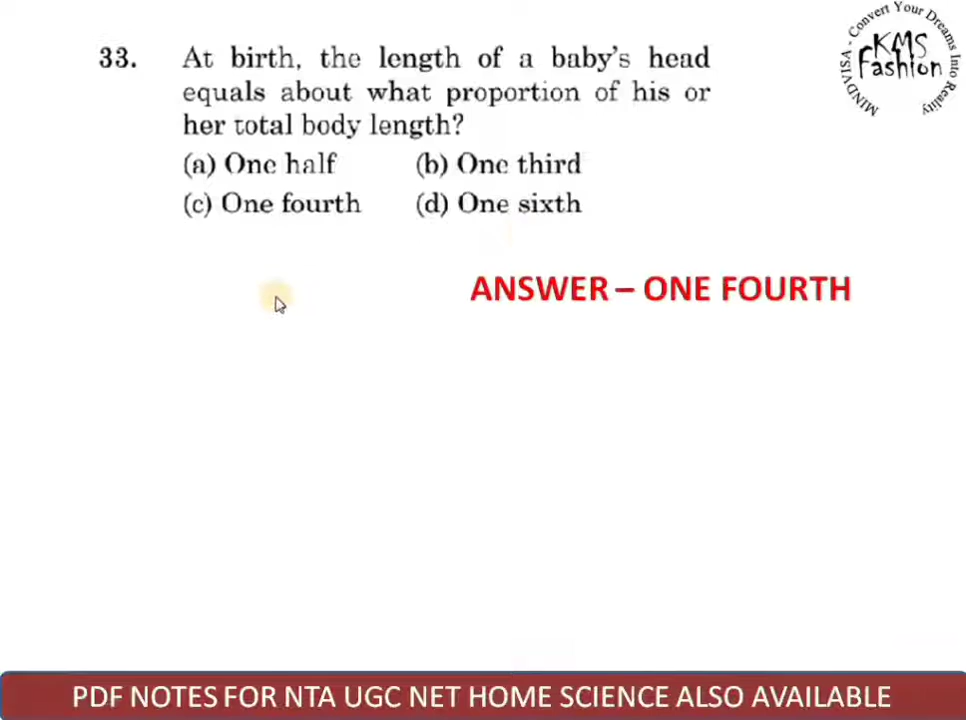 33. At birth, the length of a baby's head
equals about what proportion of his or
her total body length?
(a) One half (b) One third
(c) One fourth (d) One sixth
ANSWER – ONE FOURTH
MINDVISA - Convert Your Dreams Into Reality
KMS
Fashion
PDF NOTES FOR NTA UGC NET HOME SCIENCE ALSO AVAILABLE